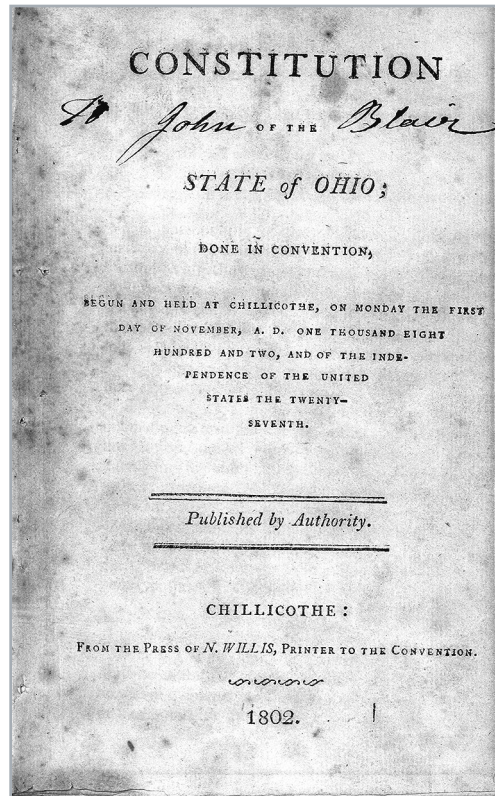 CONSTITUTION
To John OF THE Blair
STATE of OHIO;
DONE IN CONVENTION,
BEGUN AND HELD AT CHILLICOTHE, ON MONDAY THE FIRST
DAY OF NOVEMBER, A. D. ONE THOUSAND EIGHT
HUNDRED AND TWO, AND OF THE INDE-
PENDENCE OF THE UNITED
STATES THE TWENTY-
SEVENTH.
Published by Authority.
CHILLICOTHE:
FROM THE PRESS OF N. WILLIS, PRINTER TO THE CONVENTION.
1802.